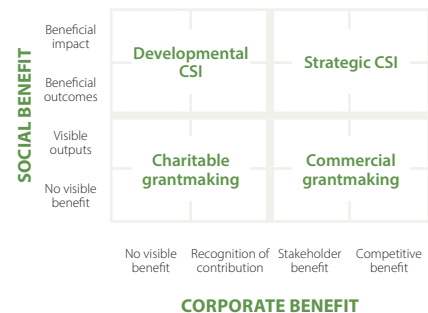 SOCIAL BENEFIT
Beneficial
impact
Beneficial
outcomes
Visible
outputs
No visible
benefit
Developmental
CSI
Strategic CSI
Charitable
grantmaking
Commercial
grantmaking
No visible
benefit
Recognition of
contribution
Stakeholder
benefit
Competitive
benefit
CORPORATE BENEFIT